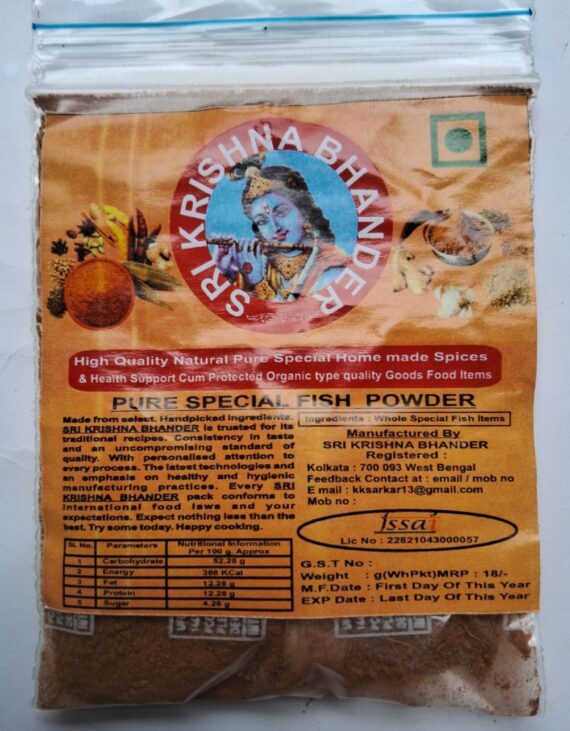 SRI KRISHNA BHANDER
High Quality Natural Pure Special Home made Spices
& Health Support Cum Protected Organic type quality Goods Food Items
PURE SPECIAL FISH POWDER
Made from select. Handpicked Ingredients.
SRI KRISHNA BHANDER is trusted for its
traditional recipes. Consistency in taste
and an uncompromising standard of
quality. With personalised attention to
every process. The latest technologies and
an emphasis on healthy and hygienic
manufacturing practices. Every SRI
KRISHNA BHANDER pack conforms to
international food laws and your
expectations. Expect nothing less than the
best. Try some today. Happy cooking.
SL No. Parameters Nutritional Information
Per 100 g. Approx
1 Carbohydrate 52.28 g
2 Energy 366 KCal
3 Fat 12.28 g
4 Protein 12.26 g
5 Sugar 4.26 g
Ingredients : Whole Special Fish Items
Manufactured By
SRI KRISHNA BHANDER
Registered :
Kolkata : 700 093 West Bengal
Feedback Contact at : email / mob no
E mail : kksarkar13@gmail.com
Mob no :
fssai
Lic No : 22821043000057
G.S.T No :
Weight : g(WhPkt)MRP : 18/-
M.F.Date : First Day Of This Year
EXP Date : Last Day Of This Year